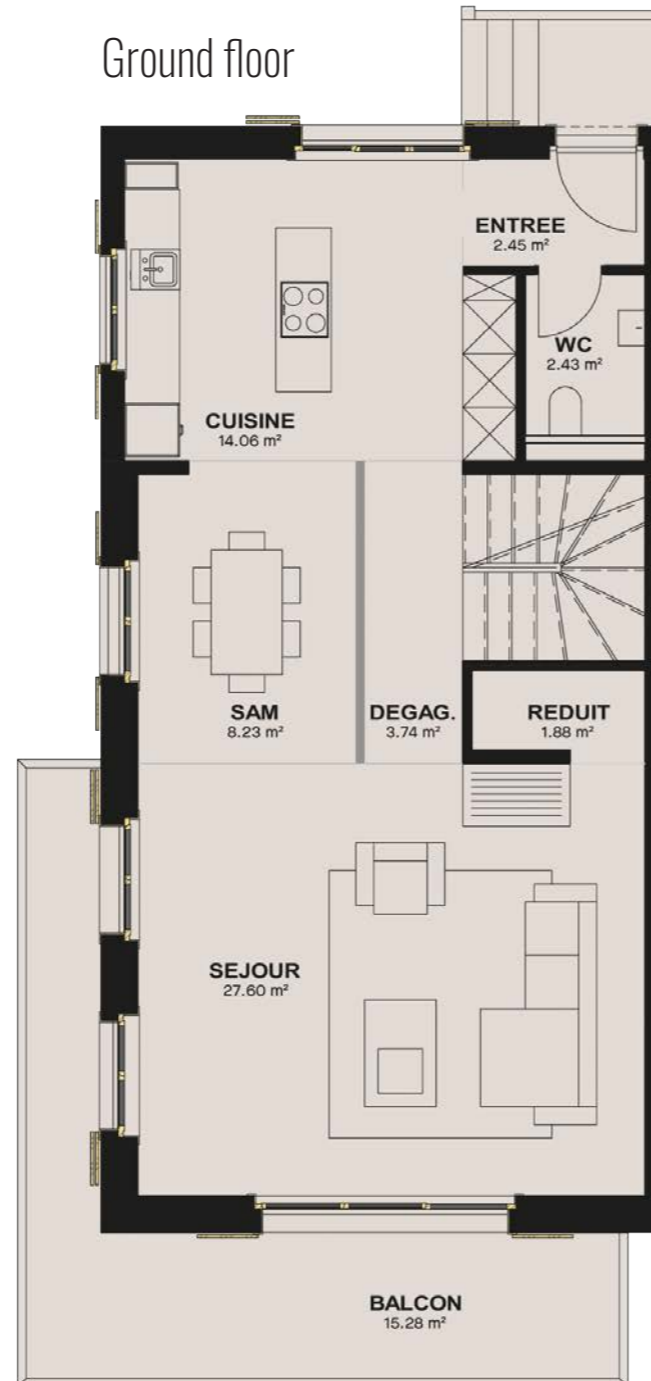 Ground floor
ENTREE
2.45 m²
WC
2.43 m²
CUISINE
14.06 m²
SAM
8.23 m²
DEGAG.
3.74 m²
REDUIT
1.88 m²
SEJOUR
27.60 m²
BALCON
15.28 m²